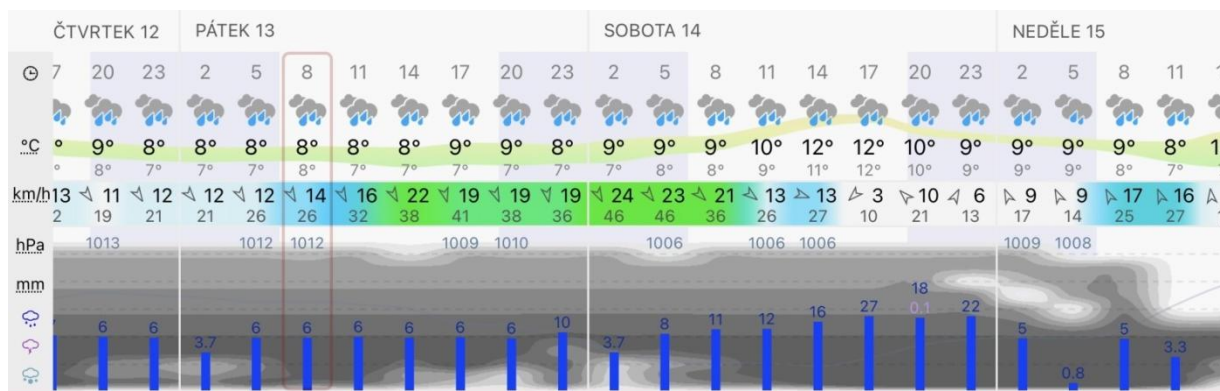 ČTVRTEK 12 PÁTEK 13 SOBOTA 14 NEDĚLE 15
7 20 23 2 5 8 11 14 17 20 23 2 5 8 11 14 17 20 23 2 5 8 11
°C ° 9° 8° 8° 8° 8° 8° 8° 9° 9° 8° 9° 9° 9° 10° 12° 12° 10° 9° 9° 9° 9° 8° 1
° 8° 7° 7° 7° 8° 7° 7° 7° 7° 7° 7° 8° 8° 9° 11° 12° 10° 9° 9° 9° 8° 7°
km/h 13 11 12 12 12 14 16 22 19 19 19 24 23 21 13 13 3 10 6 9 9 17 16
2 19 21 21 26 26 32 38 41 38 36 46 46 36 26 27 10 21 13 17 14 25 27
hPa 1013 1012 1012 1009 1010 1006 1006 1006 1009 1008
mm 18
0.1 27 22
6 6 3.7 6 6 6 6 6 6 10 3.7 8 11 12 16 5 0.8 5 3.3